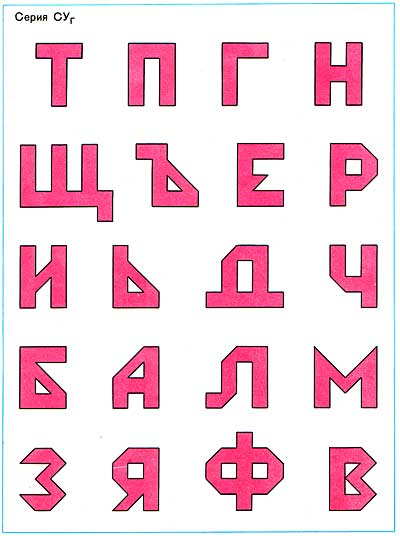 Серия СУг
Т П Г Н
Щ Ъ Е Р
И Ь Д Ч
Б А Л М
З Я Ф В